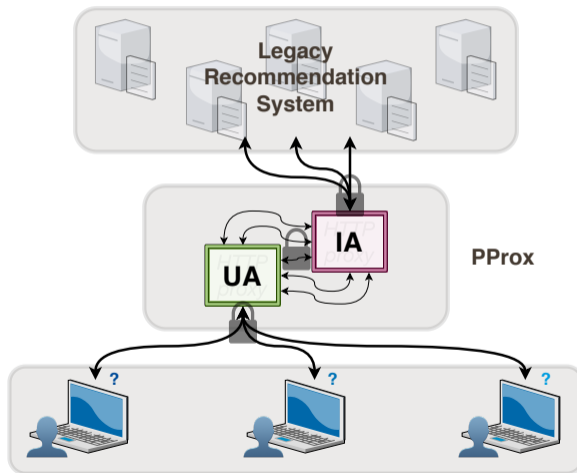 Legacy
Recommendation
System
HTTP
proxy
IA
PProx
HTTP
proxy
UA
?
?
?